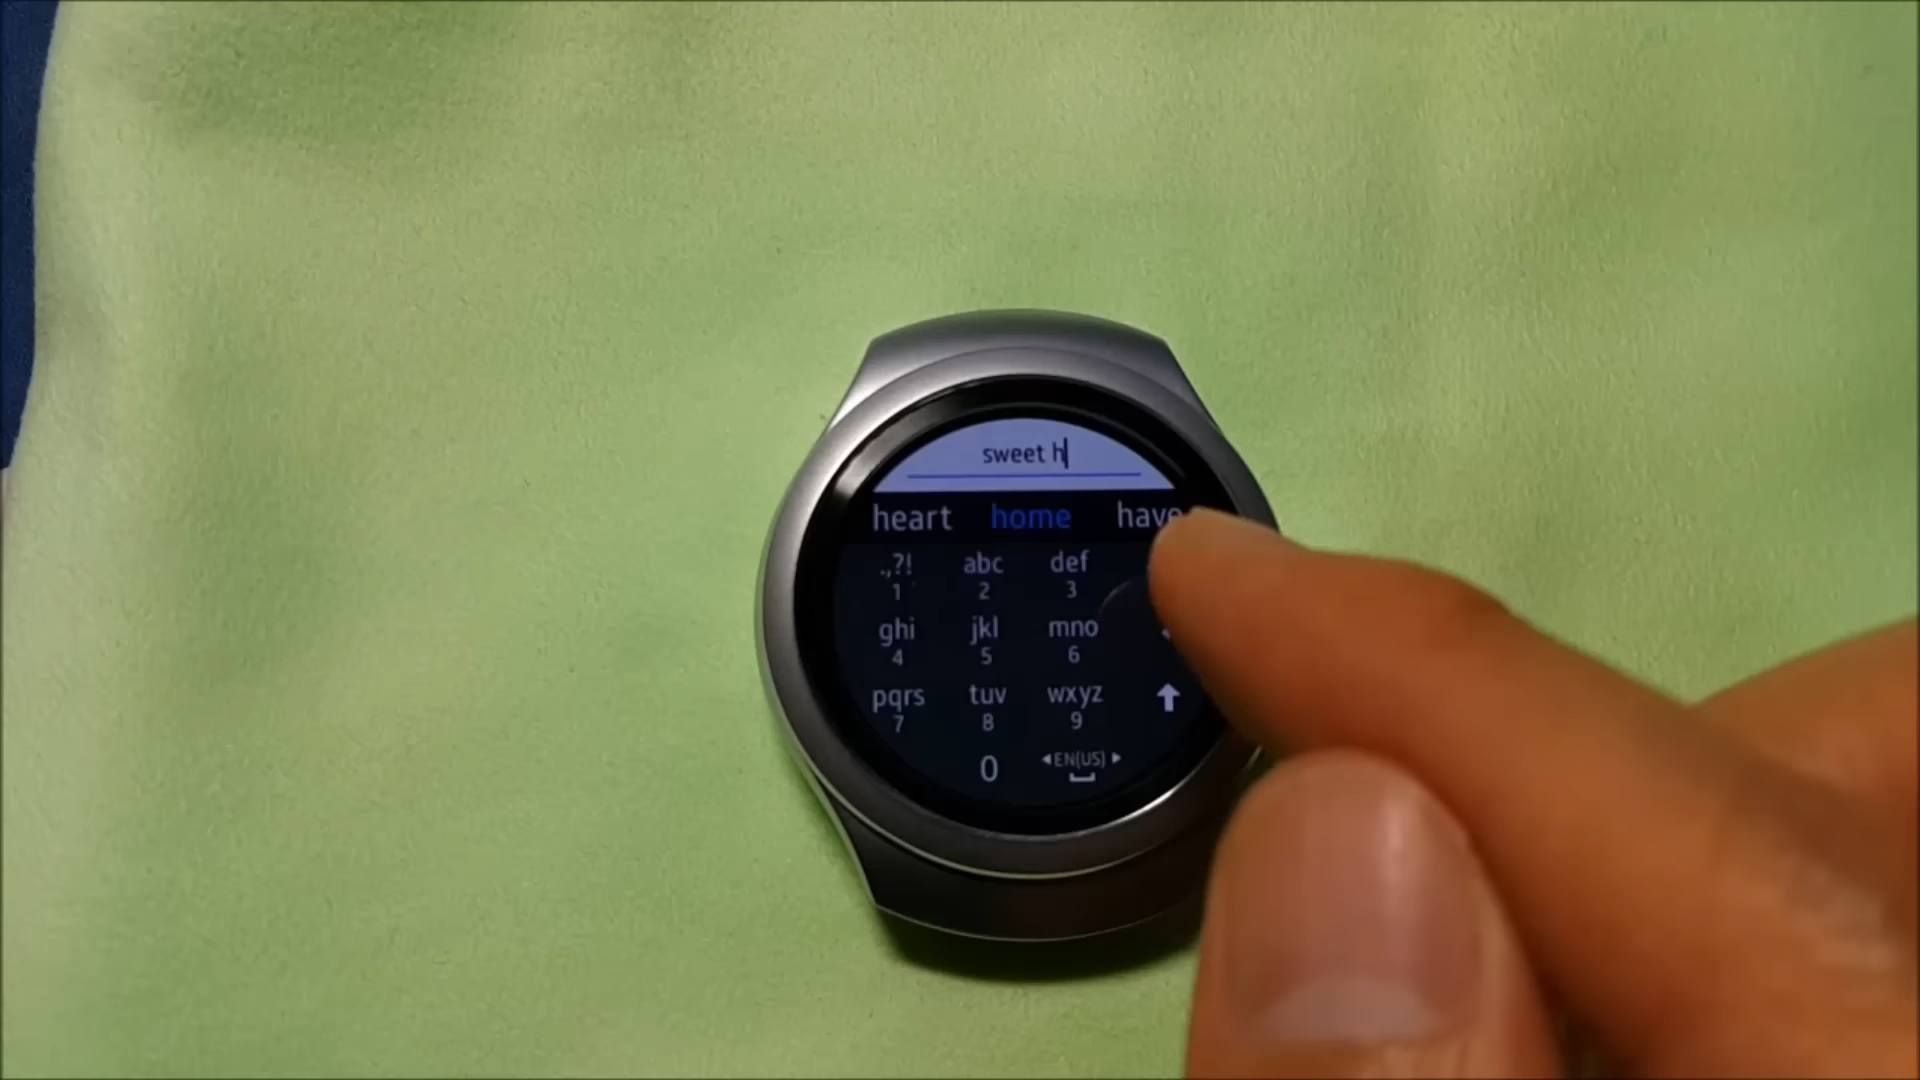 sweet h
heart home have
.,?! abc def
1 2 3
ghi jkl mno
4 5 6
pqrs tuv wxyz
7 8 9
0 EN(US)